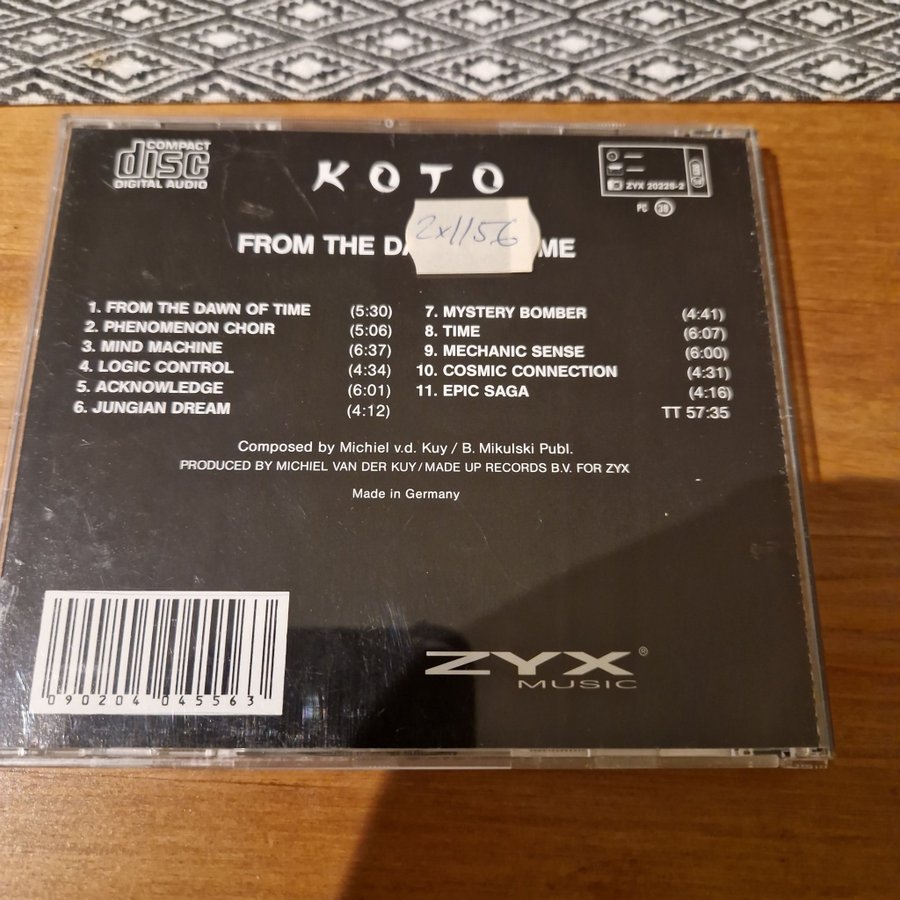 COMPACT
disc
DIGITAL AUDIO
KOTO
ZYX 20228-2
PC 38
2x1156
FROM THE DA ME
1. FROM THE DAWN OF TIME (5:30)
2. PHENOMENON CHOIR (5:06)
3. MIND MACHINE (6:37)
4. LOGIC CONTROL (4:34)
5. ACKNOWLEDGE (6:01)
6. JUNGIAN DREAM (4:12)
7. MYSTERY BOMBER (4:41)
8. TIME (6:07)
9. MECHANIC SENSE (6:00)
10. COSMIC CONNECTION (4:31)
11. EPIC SAGA (4:16)
TT 57:35
Composed by Michiel v.d. Kuy / B. Mikulski Publ.
PRODUCED BY MICHIEL VAN DER KUY/MADE UP RECORDS B.V. FOR ZYX
Made in Germany
ZYX®
MUSIC
090204 045563